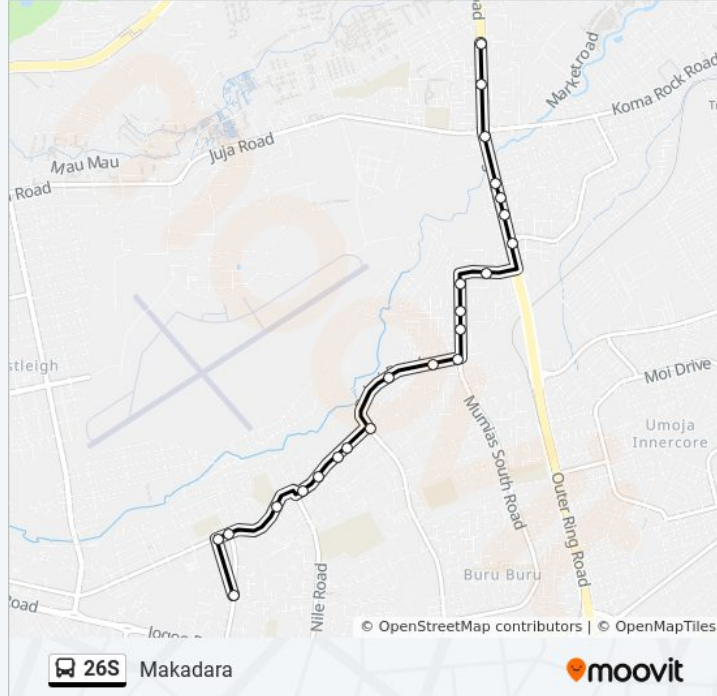 ad
Market road
Koma Rock Road
Juja Road
Mau Mau
Road
stleigh
Moi Drive
Umoja
Innercore
Mumias South Road
Outer Ring Road
Buru Buru
Nile Road
Road
© OpenStreetMap contributors | © OpenMapTiles
26S Makadara
moovit